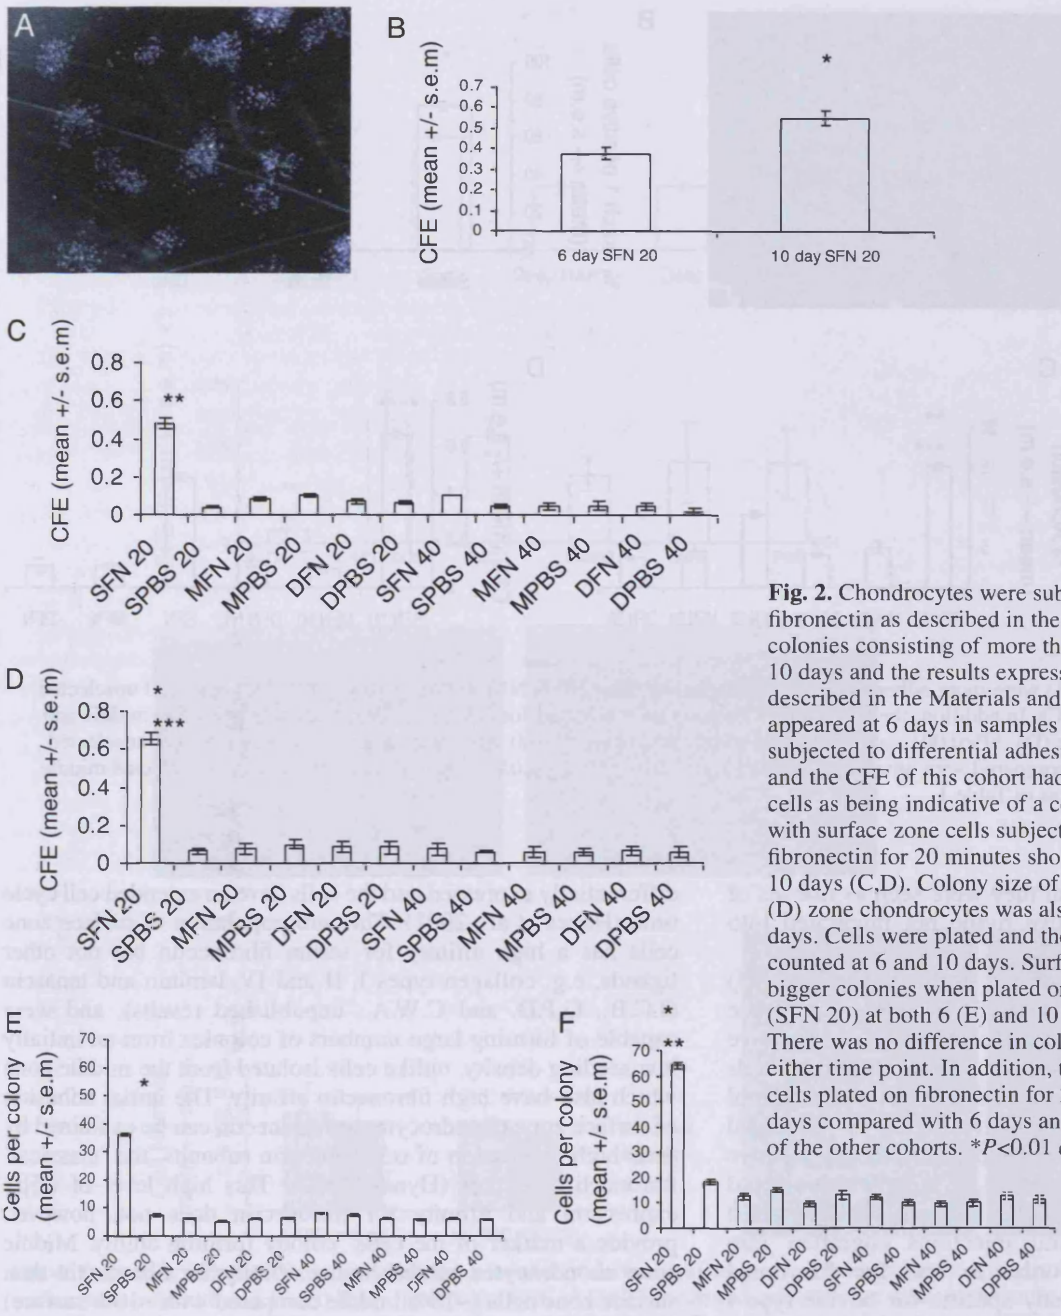 A
B
CFE (mean +/- s.e.m)
0.7
0.6
0.5
0.4
0.3
0.2
0.1
0
*
6 day SFN 20
10 day SFN 20
C
CFE (mean +/- s.e.m)
0.8
0.6
0.4
0.2
0
**
SFN 20
SPBS 20
MFN 20
MPBS 20
DFN 20
DPBS 20
SFN 40
SPBS 40
MFN 40
MPBS 40
DFN 40
DPBS 40
D
CFE (mean +/- s.e.m)
0.8
0.6
0.4
0.2
0
*
***
SFN 20
SPBS 20
MFN 20
MPBS 20
DFN 20
DPBS 20
SFN 40
SPBS 40
MFN 40
MPBS 40
DFN 40
DPBS 40
E
Cells per colony
(mean +/- s.e.m)
70
60
50
40
30
20
10
0
*
SFN 20
SPBS 20
MFN 20
MPBS 20
DFN 20
DPBS 20
SFN 40
SPBS 40
MFN 40
MPBS 40
DFN 40
DPBS 40
F
Cells per colony
(mean +/- s.e.m)
70
60
50
40
30
20
10
0
*
**
SFN 20
SPBS 20
MFN 20
MPBS 20
DFN 20
DPBS 20
SFN 40
SPBS 40
MFN 40
MPBS 40
DFN 40
DPBS 40
Fig. 2. Chondrocytes were sub
fibronectin as described in the
colonies consisting of more th
10 days and the results express
described in the Materials and
appeared at 6 days in samples
subjected to differential adhes
and the CFE of this cohort had
cells as being indicative of a c
with surface zone cells subject
fibronectin for 20 minutes sho
10 days (C,D). Colony size of
(D) zone chondrocytes was als
days. Cells were plated and the
counted at 6 and 10 days. Surf
bigger colonies when plated o
(SFN 20) at both 6 (E) and 10
There was no difference in col
either time point. In addition, t
cells plated on fibronectin for
days compared with 6 days an
of the other cohorts. *P<0.01